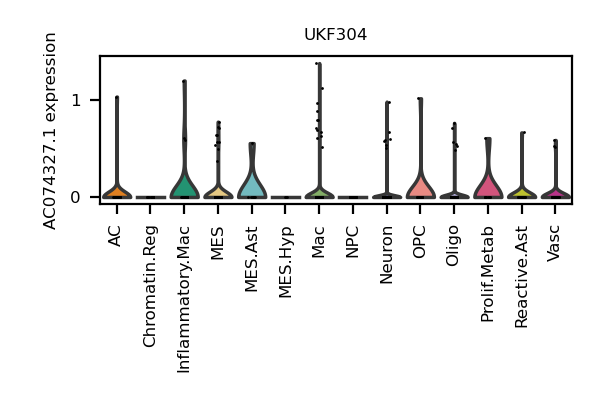 UKF304
AC074327.1 expression
1
0
AC
Chromatin.Reg
Inflammatory.Mac
MES
MES.Ast
MES.Hyp
Mac
NPC
Neuron
OPC
Oligo
Prolif.Metab
Reactive.Ast
Vasc